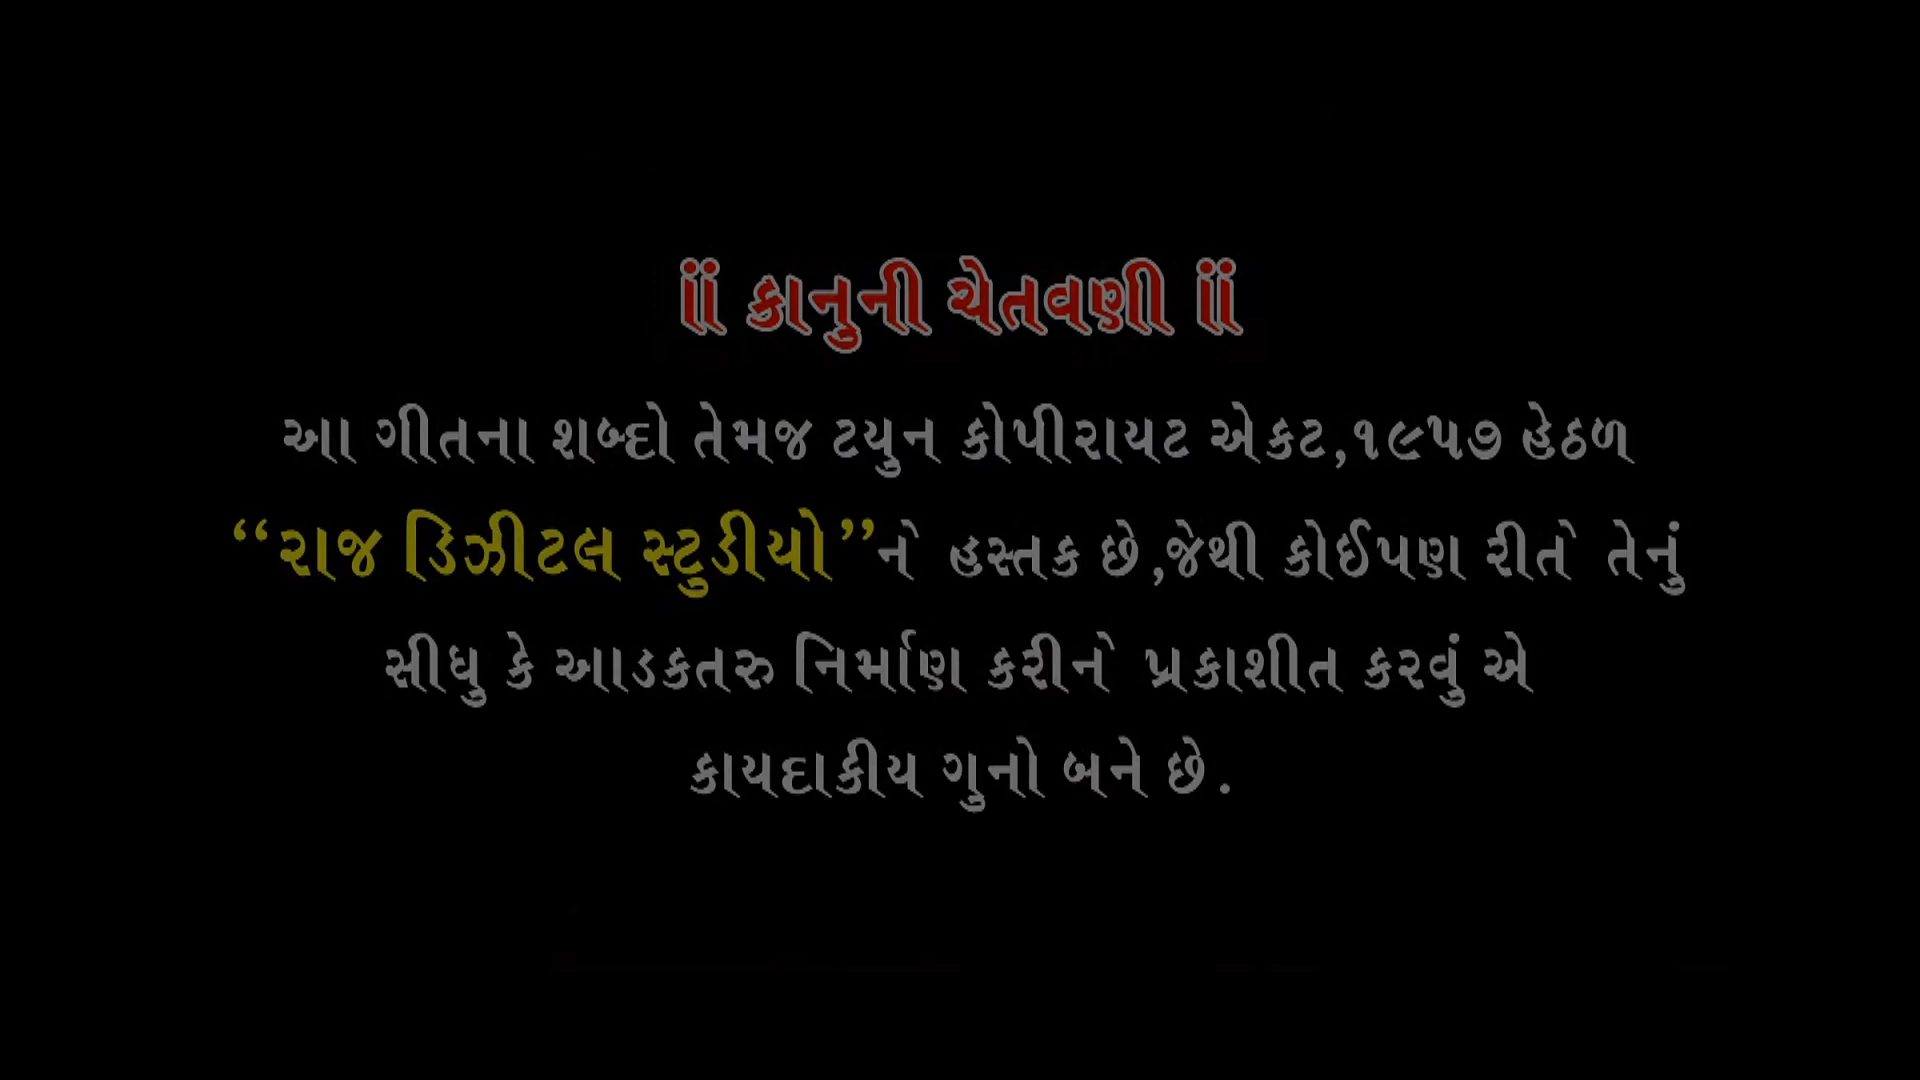 ॥ કાનુની ચેતવણી ॥
આ ગીતના શબ્દો તેમજ ટયુન કોપીરાયટ એકટ,૧૯૫૭ હેઠળ
“રાજ ડિઝીટલ સ્ટુડીયો”ને હસ્તક છે,જેથી કોઈપણ રીતે તેનું
સીધુ કે આડકતરુ નિર્માણ કરીને પ્રકાશીત કરવું એ
કાયદાકીય ગુનો બને છે.